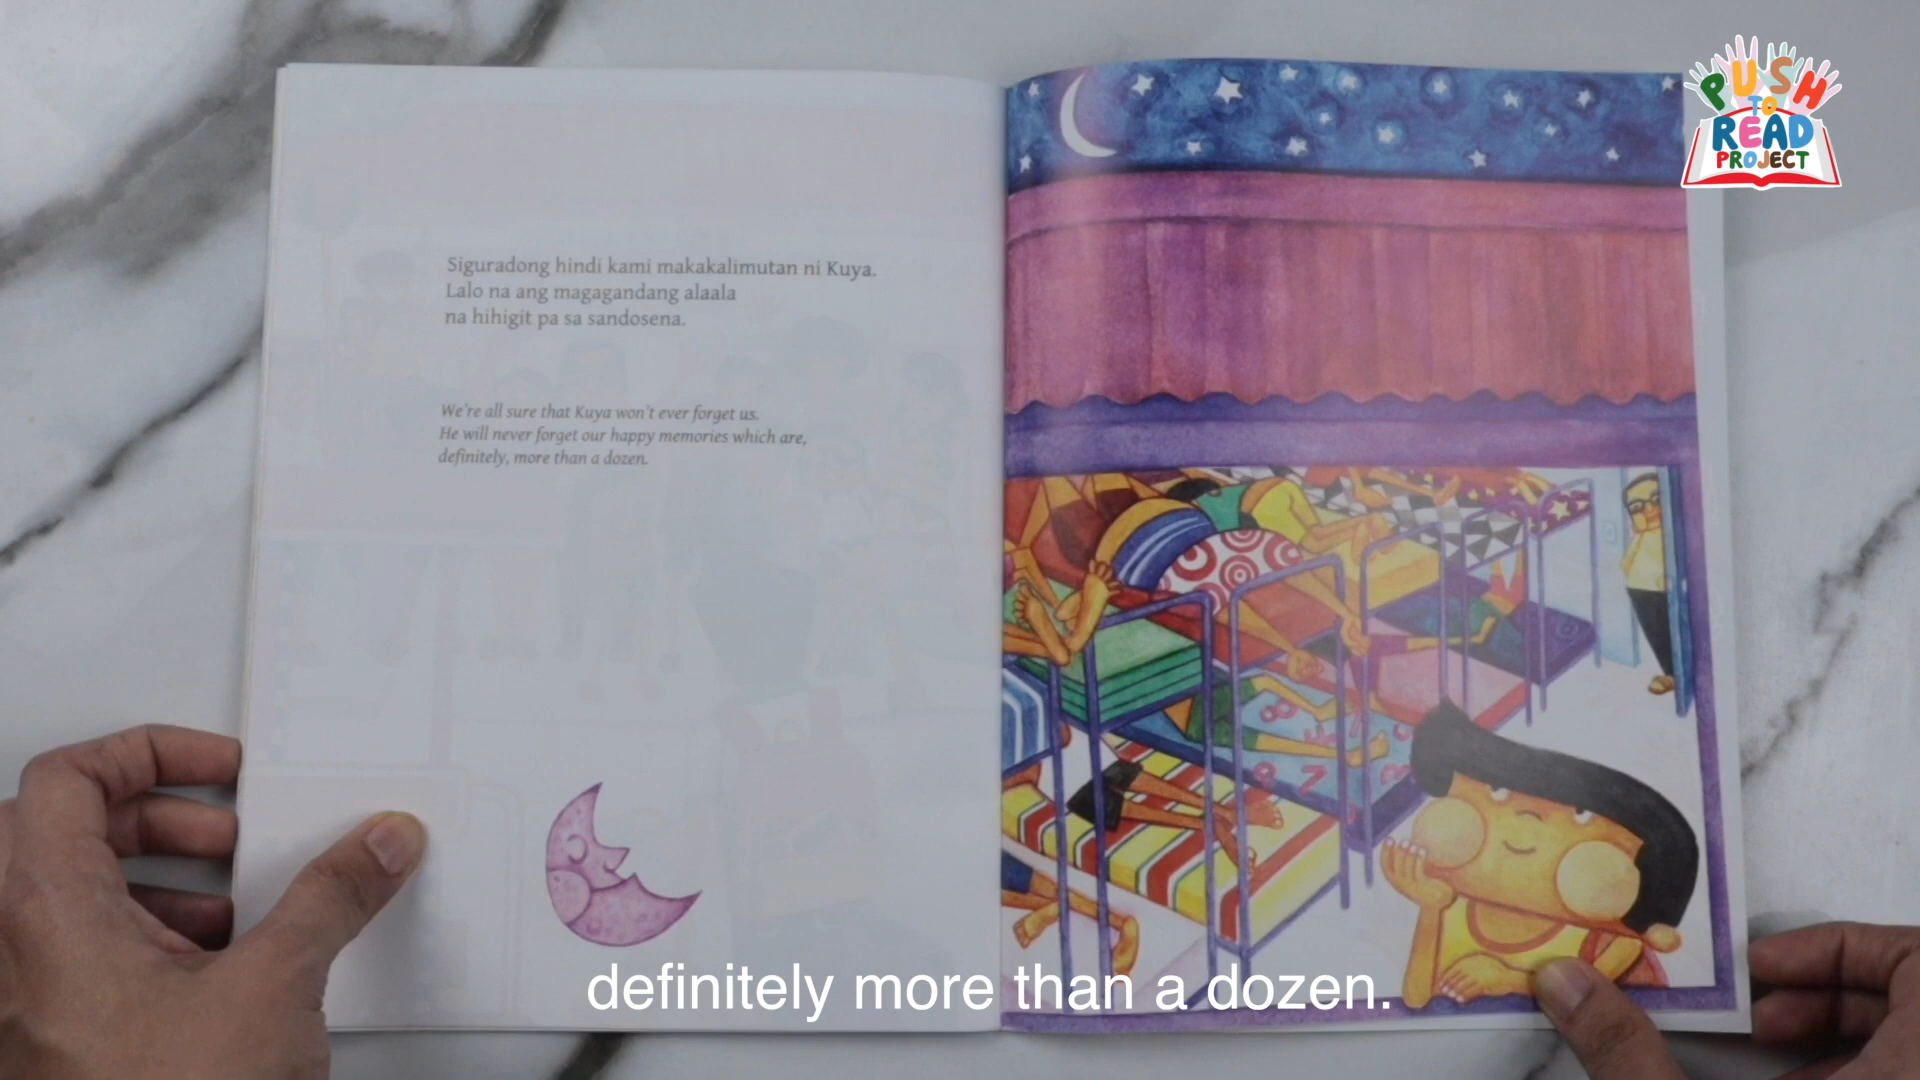 PUSH
TO
READ
PROJECT
Siguradong hindi kami makakalimutan ni Kuya.
Lalo na ang magagandang alaala
na hihigit pa sa sandosena.
We're all sure that Kuya won't ever forget us.
He will never forget our happy memories which are,
definitely, more than a dozen.
definitely more than a dozen.